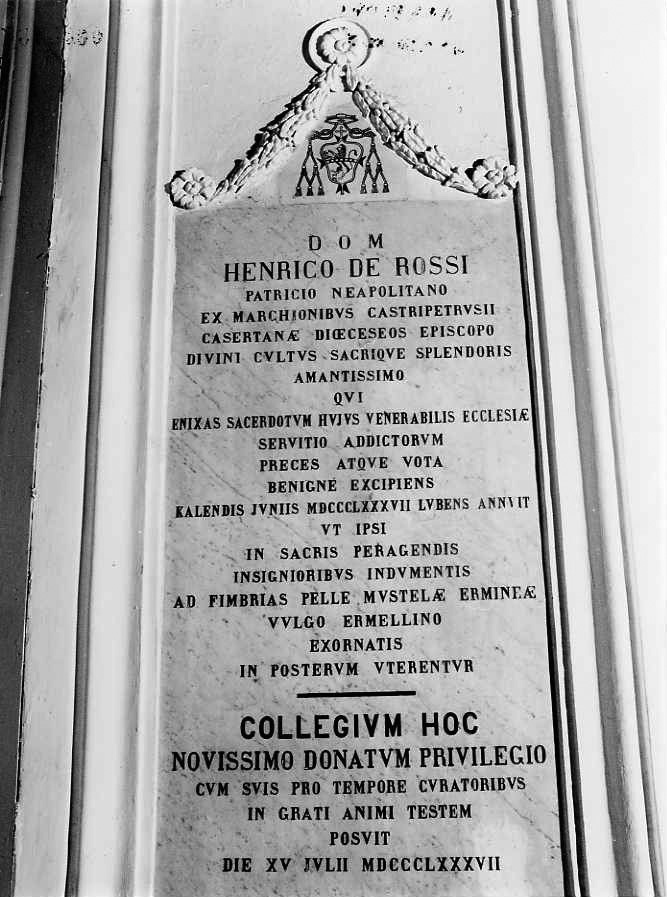 D O M
HENRICO DE ROSSI
PATRICIO NEAPOLITANO
EX MARCHIONIBVS CASTRIPETRVSII
CASERTANÆ DIŒCESEOS EPISCOPO
DIVINI CVLTVS SACRIQVE SPLENDORIS
AMANTISSIMO
QVI
ENIXAS SACERDOTVM HVJVS VENERABILIS ECCLESIÆ
SERVITIO ADDICTORVM
PRECES ATQVE VOTA
BENIGNE EXCIPIENS
KALENDIS JVNIIS MDCCCLXXXVII LVBENS ANNVIT
VT IPSI
IN SACRIS PERAGENDIS
INSIGNIORIBVS INDVMENTIS
AD FIMBRIAS PELLE MVSTELÆ ERMINEÆ
VVLGO ERMELLINO
EXORNATIS
IN POSTERVM VTERENTVR
COLLEGIVM HOC
NOVISSIMO DONATVM PRIVILEGIO
CVM SVIS PRO TEMPORE CVRATORIBVS
IN GRATI ANIMI TESTEM
POSVIT
DIE XV JVLII MDCCCLXXXVII